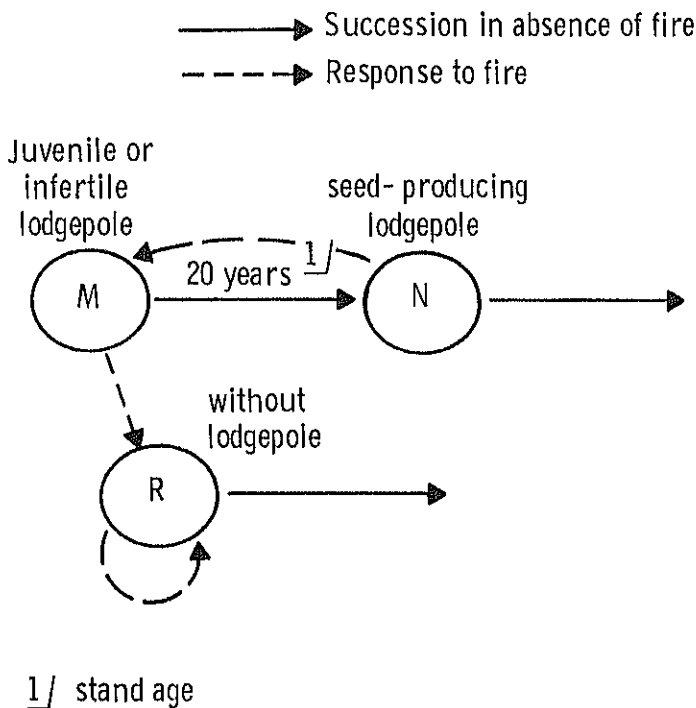 Succession in absence of fire
Response to fire
Juvenile or
infertile
lodgepole
seed-producing
lodgepole
20 years 1/
M
N
without
lodgepole
R
1/ stand age